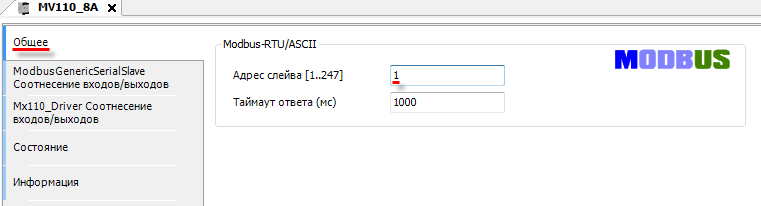 MV110_8A
Общее
ModbusGenericSerialSlave
Соотнесение входов/выходов
Mx110_Driver Соотнесение
входов/выходов
Состояние
Информация
Modbus-RTU/ASCII
MODBUS
Адрес слейва [1..247] 1
Таймаут ответа (мс) 1000